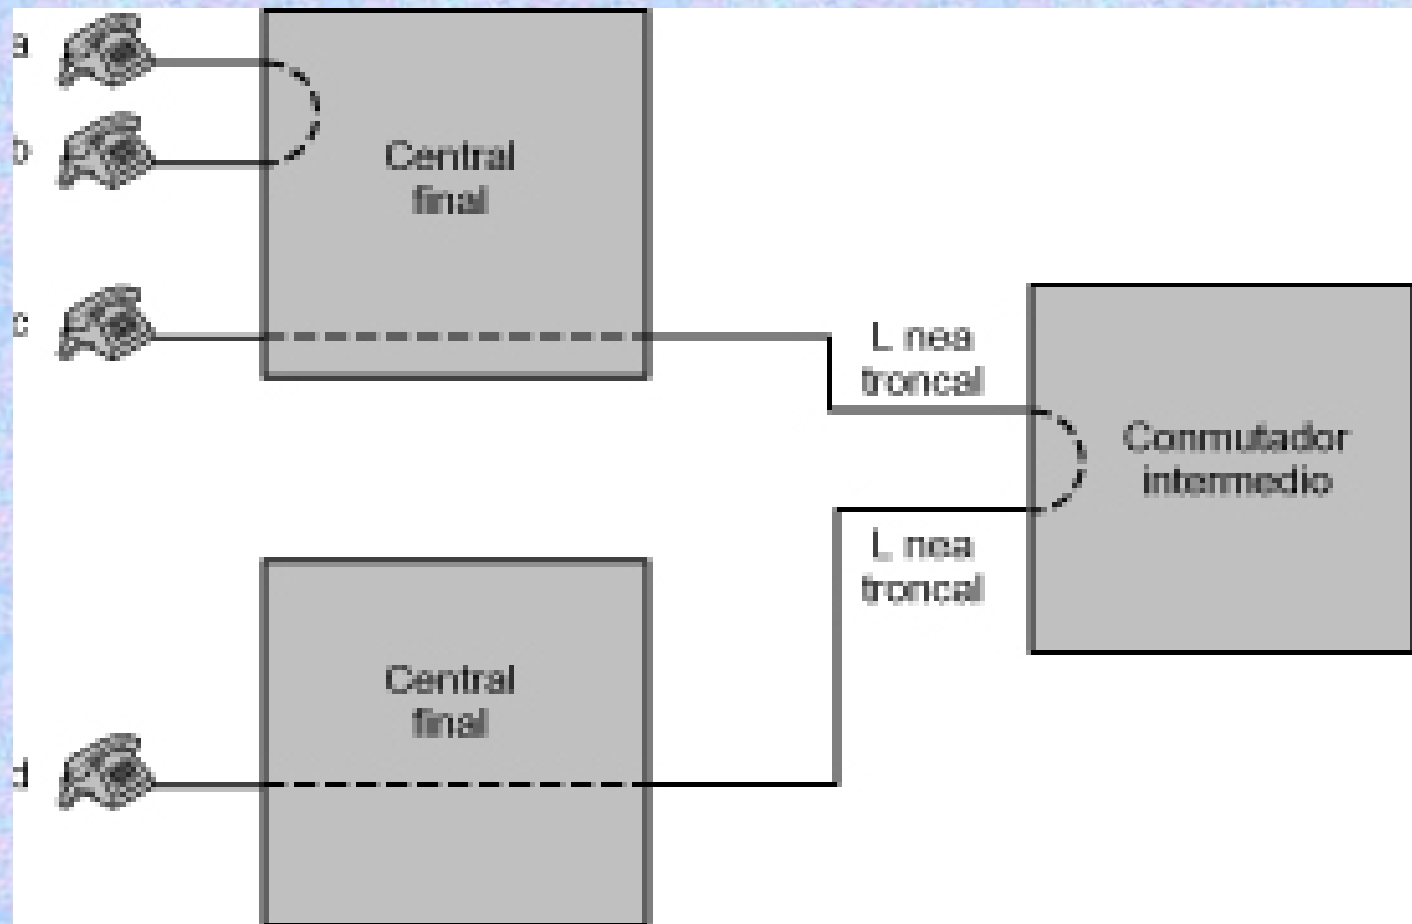 a
Central
final
b
c
L nea
troncal
Conmutador
intermedio
L nea
troncal
Central
final
d